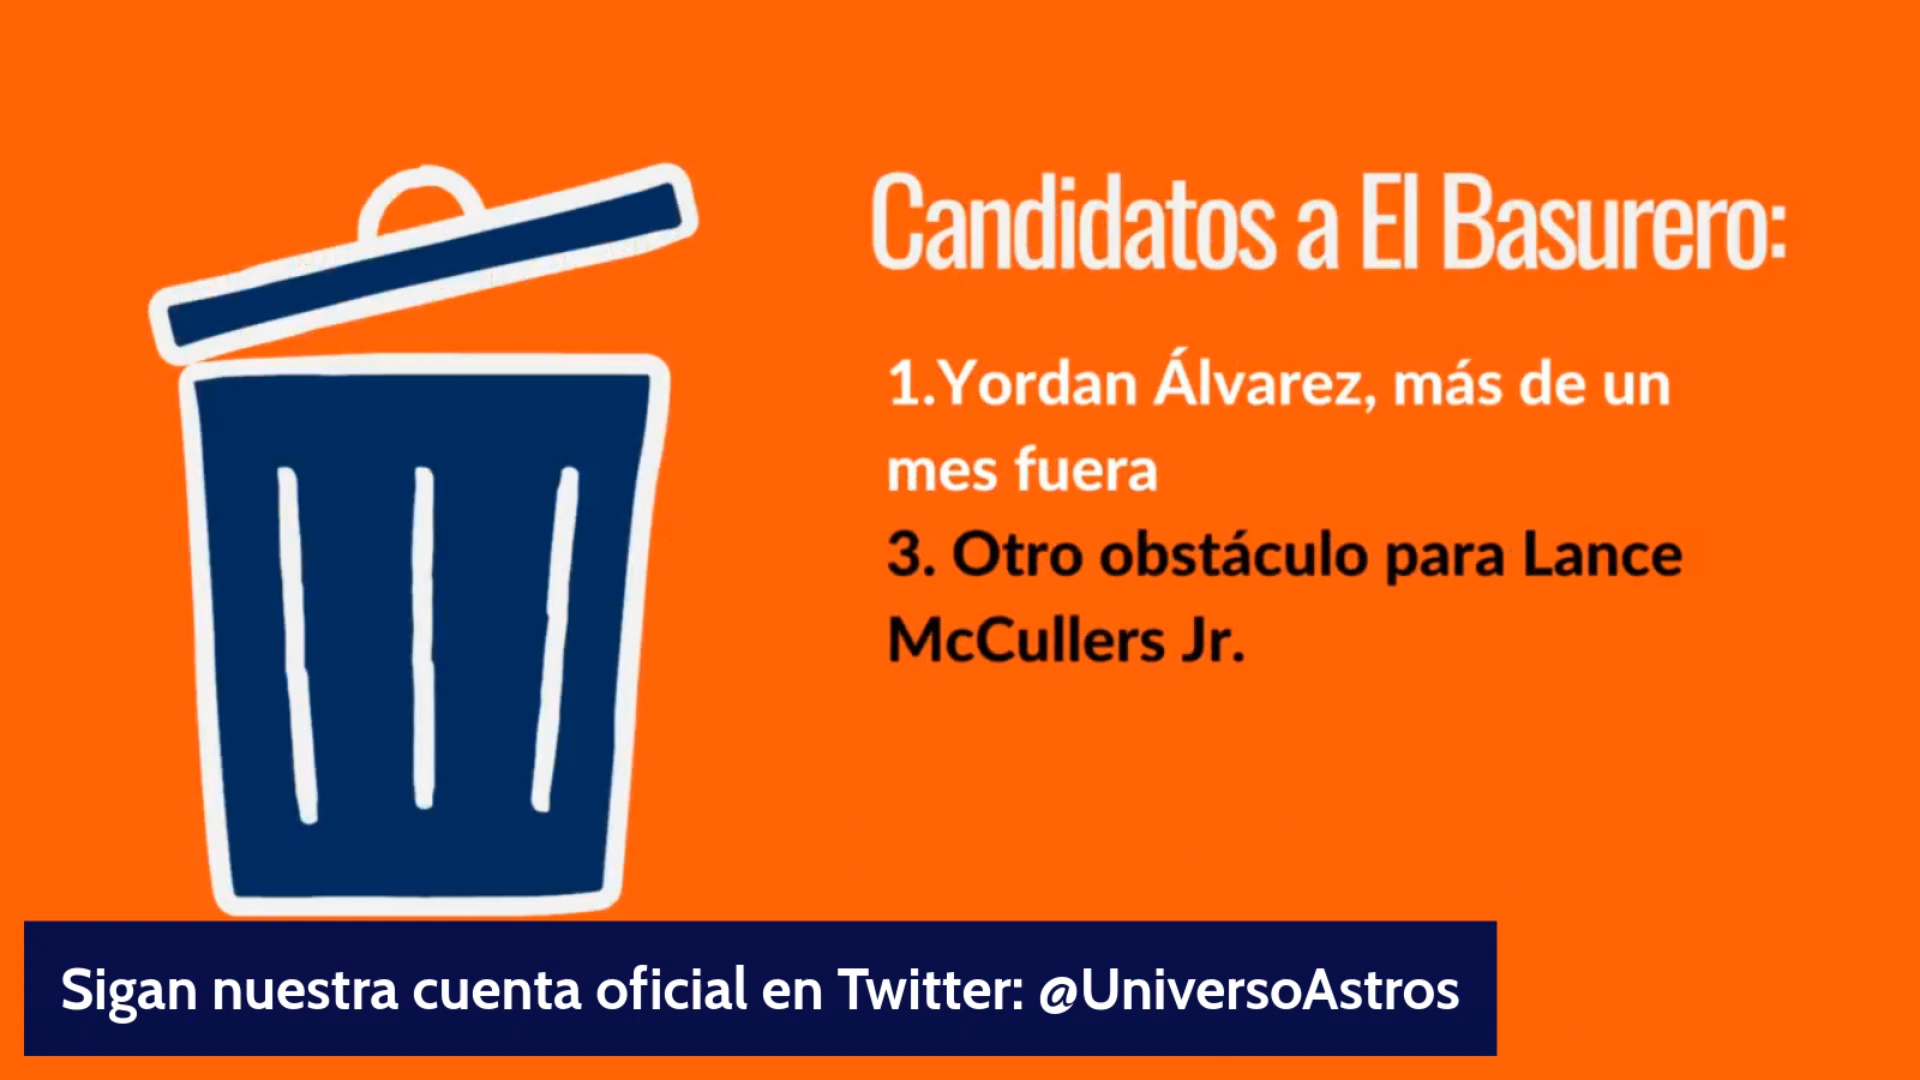 Candidatos a El Basurero:
1.Yordan Álvarez, más de un
mes fuera
3. Otro obstáculo para Lance
McCullers Jr.
Sigan nuestra cuenta oficial en Twitter: @UniversoAstros